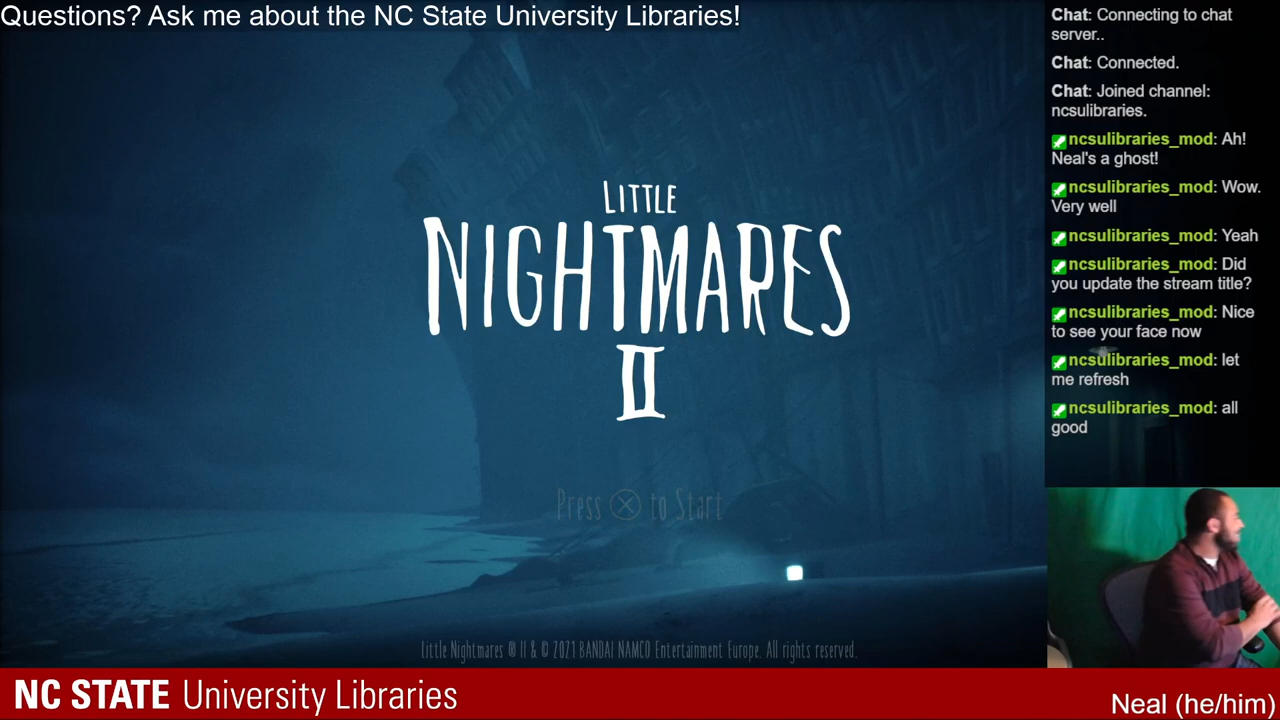 Questions? Ask me about the NC State University Libraries!
LITTLE
NIGHTMARES
II
Press ⓧ to Start
Little Nightmares ® II & © 2021 BANDAI NAMCO Entertainment Europe. All rights reserved.
Chat: Connecting to chat
server..
Chat: Connected.
Chat: Joined channel:
ncsulibraries.
ncsulibraries_mod: Ah!
Neal's a ghost!
ncsulibraries_mod: Wow.
Very well
ncsulibraries_mod: Yeah
ncsulibraries_mod: Did
you update the stream title?
ncsulibraries_mod: Nice
to see your face now
ncsulibraries_mod: let
me refresh
ncsulibraries_mod: all
good
NC STATE University Libraries
Neal (he/him)